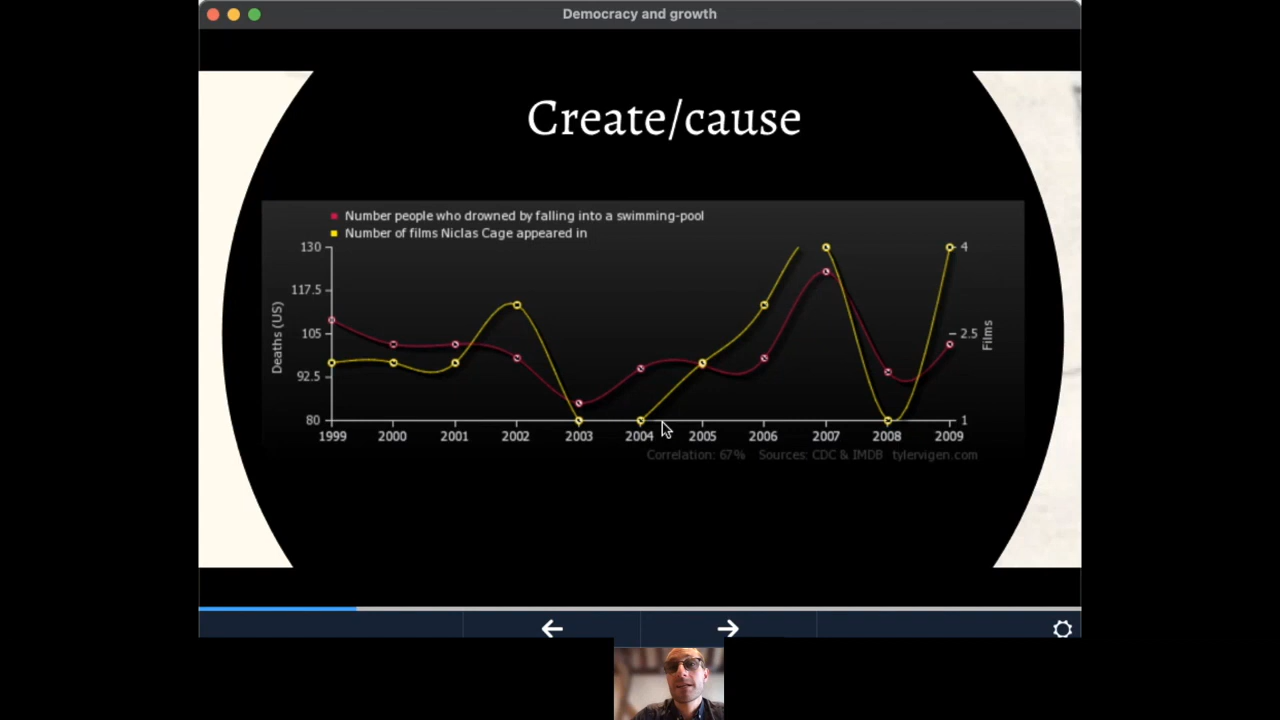 Democracy and growth
Create/cause
Number people who drowned by falling into a swimming-pool
Number of films Niclas Cage appeared in
130
117.5
105
92.5
80
Deaths (US)
4
2.5
1
Films
1999 2000 2001 2002 2003 2004 2005 2006 2007 2008 2009
Correlation: 67% Sources: CDC & IMDB tylervigen.com